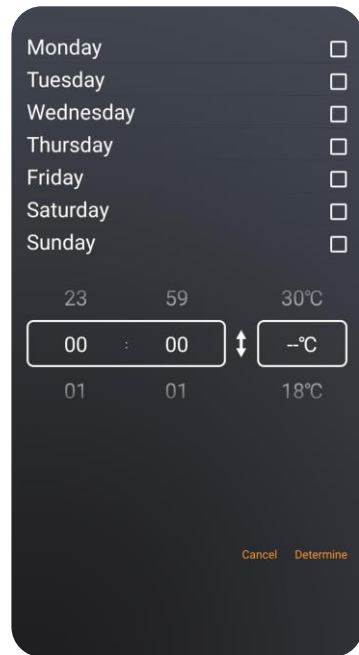 Monday
Tuesday
Wednesday
Thursday
Friday
Saturday
Sunday
23 59 30℃
00 : 00 --℃
01 01 18℃
Cancel Determine